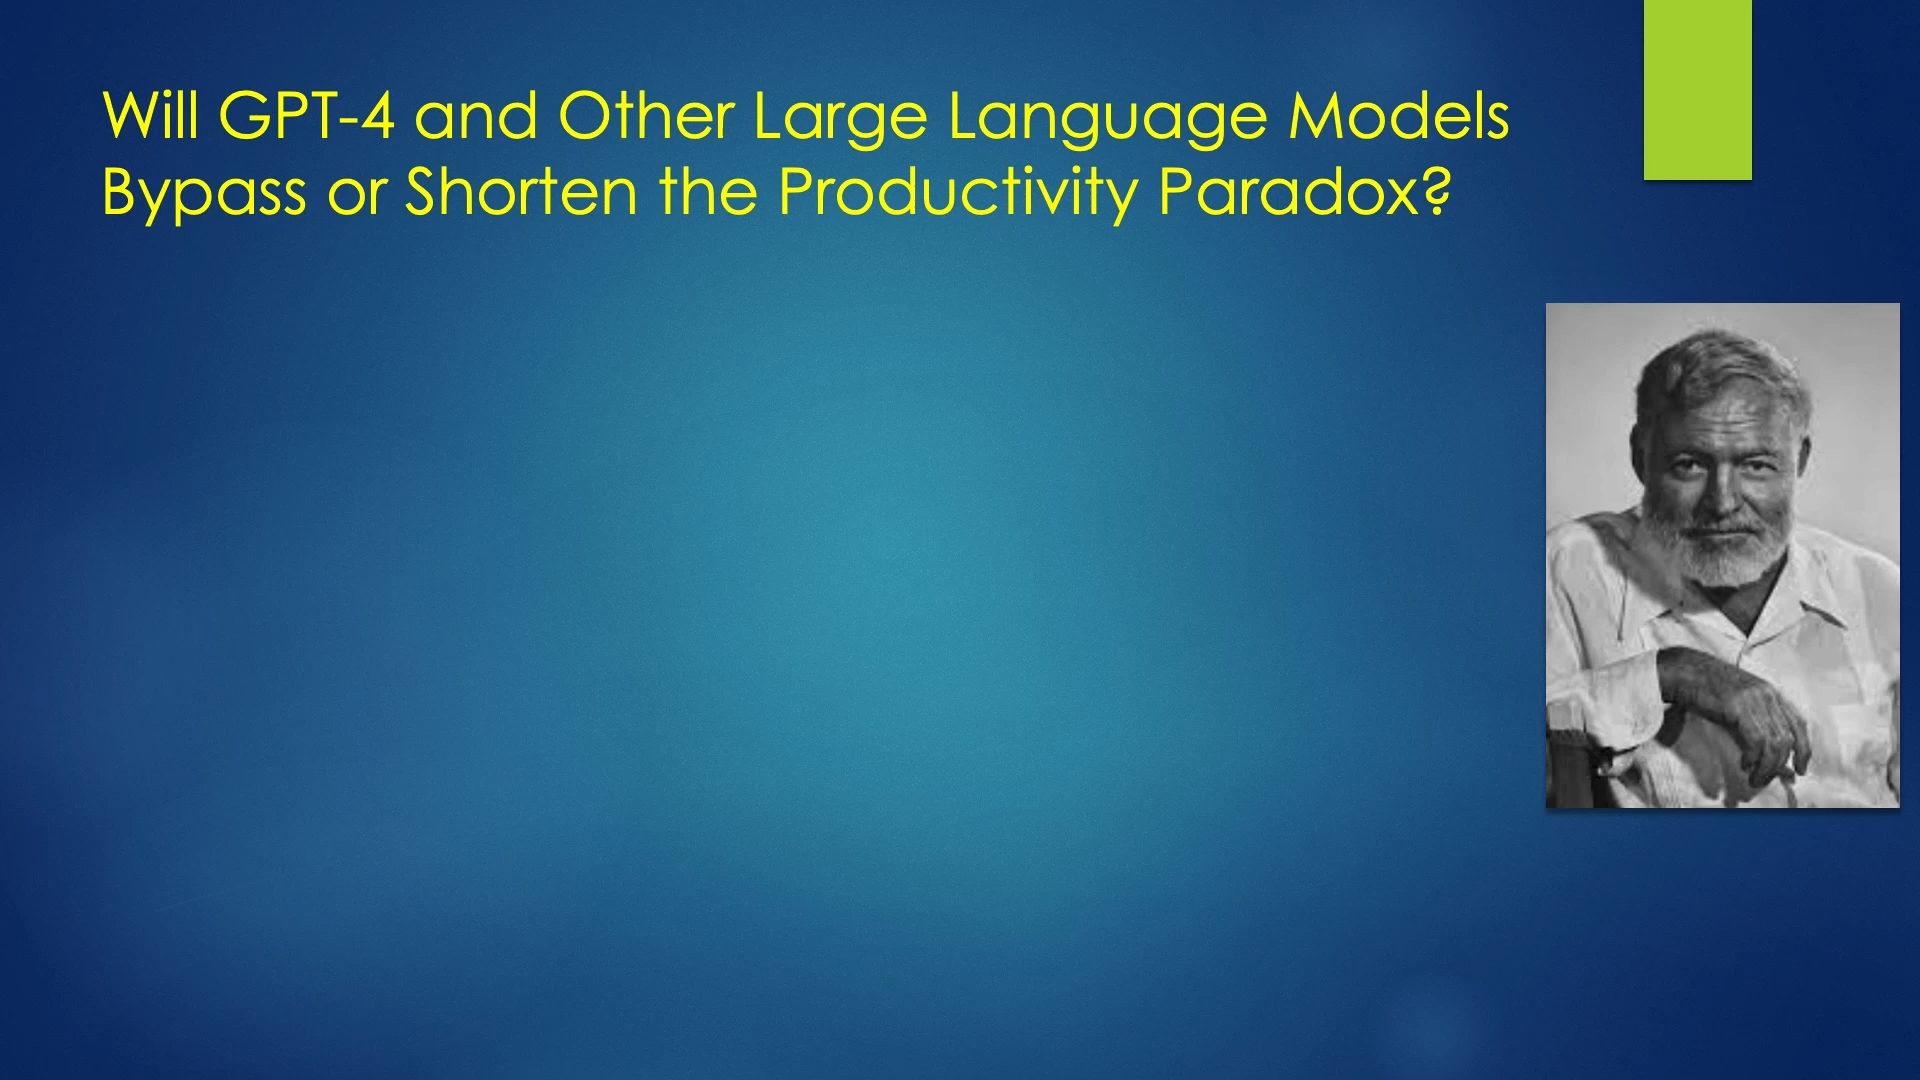 Will GPT-4 and Other Large Language Models
Bypass or Shorten the Productivity Paradox?